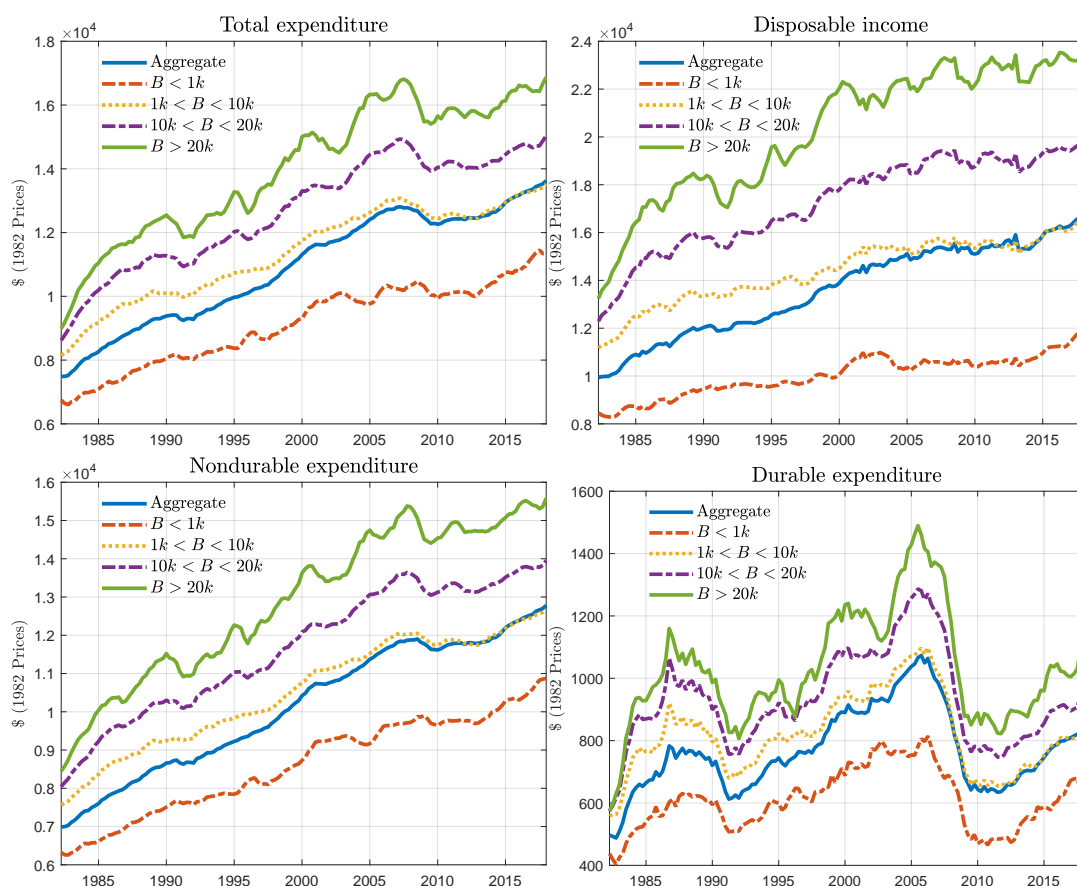 Total expenditure
×10⁴
$ (1982 Prices)
1.8
1.6
1.4
1.2
1
0.8
0.6
1985 1990 1995 2000 2005 2010 2015
Aggregate
B < 1k
1k < B < 10k
10k < B < 20k
B > 20k
Disposable income
×10⁴
$ (1982 Prices)
2.4
2.2
2
1.8
1.6
1.4
1.2
1
0.8
1985 1990 1995 2000 2005 2010 2015
Aggregate
B < 1k
1k < B < 10k
10k < B < 20k
B > 20k
Nondurable expenditure
×10⁴
$ (1982 Prices)
1.6
1.5
1.4
1.3
1.2
1.1
1
0.9
0.8
0.7
0.6
1985 1990 1995 2000 2005 2010 2015
Aggregate
B < 1k
1k < B < 10k
10k < B < 20k
B > 20k
Durable expenditure
$ (1982 Prices)
1600
1400
1200
1000
800
600
400
1985 1990 1995 2000 2005 2010 2015
Aggregate
B < 1k
1k < B < 10k
10k < B < 20k
B > 20k